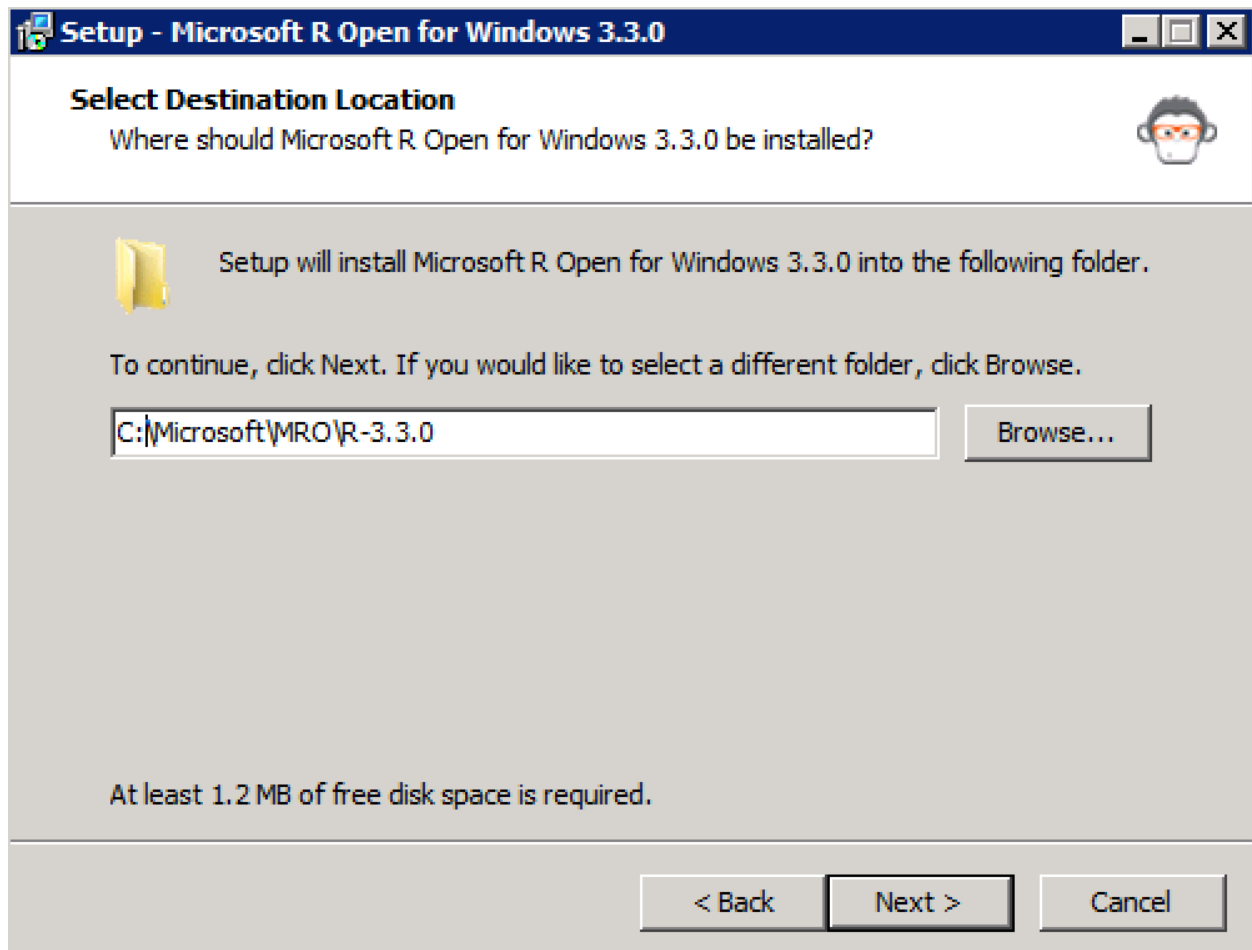 Setup - Microsoft R Open for Windows 3.3.0
Select Destination Location
Where should Microsoft R Open for Windows 3.3.0 be installed?
Setup will install Microsoft R Open for Windows 3.3.0 into the following folder.
To continue, click Next. If you would like to select a different folder, click Browse.
C:\Microsoft\MRO\R-3.3.0
Browse...
At least 1.2 MB of free disk space is required.
< Back
Next >
Cancel